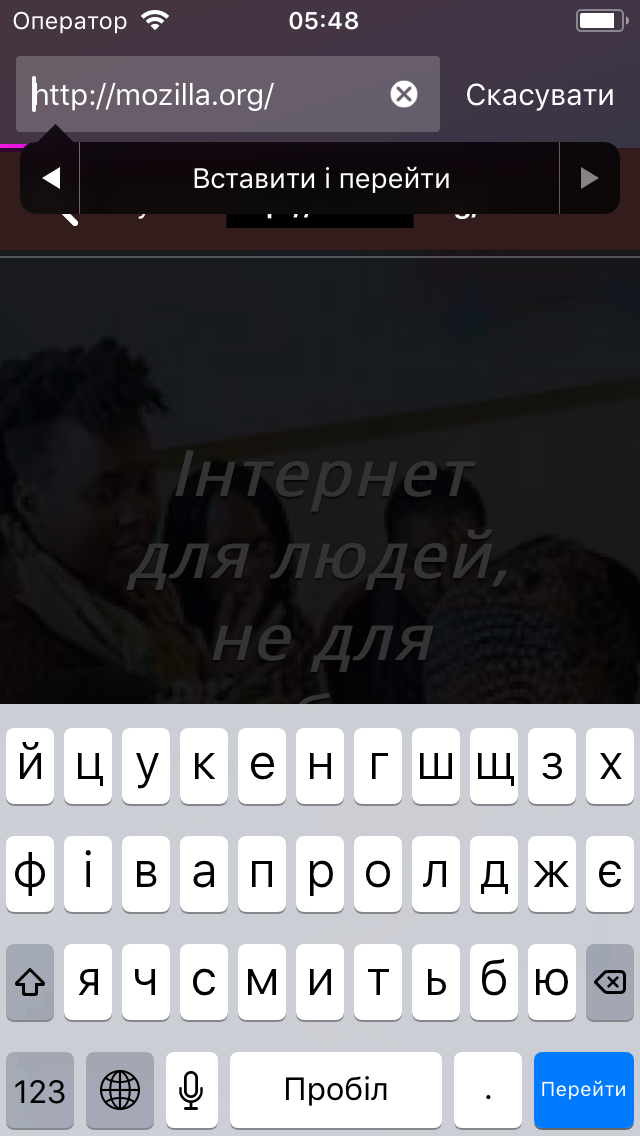 Оператор 05:48
http://mozilla.org/ Скасувати
Вставити і перейти
Інтернет
для людей,
не для
й ц у к е н г ш щ з х
ф і в а п р о л д ж є
я ч с м и т ь б ю
123 Пробіл . Перейти